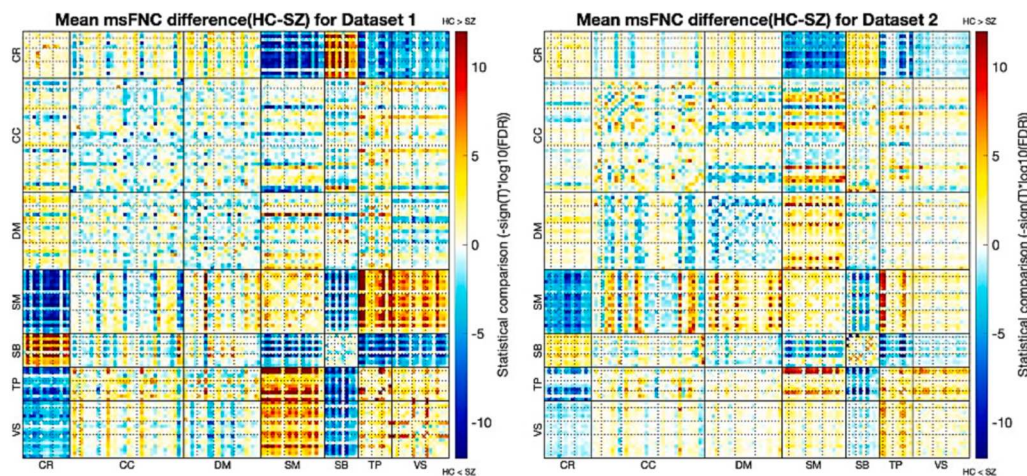 Mean msFNC difference(HC-SZ) for Dataset 1
HC > SZ
CR
CC
DM
SM
SB
TP
VS
CR CC DM SM SB TP VS
10
5
0
-5
-10
Statistical comparison (-sign(T)*log10(FDR))
HC < SZ
Mean msFNC difference(HC-SZ) for Dataset 2
HC > SZ
CR
CC
DM
SM
SB
TP
VS
CR CC DM SM SB TP VS
10
5
0
-5
-10
Statistical comparison (-sign(T)*log10(FDR))
HC < SZ